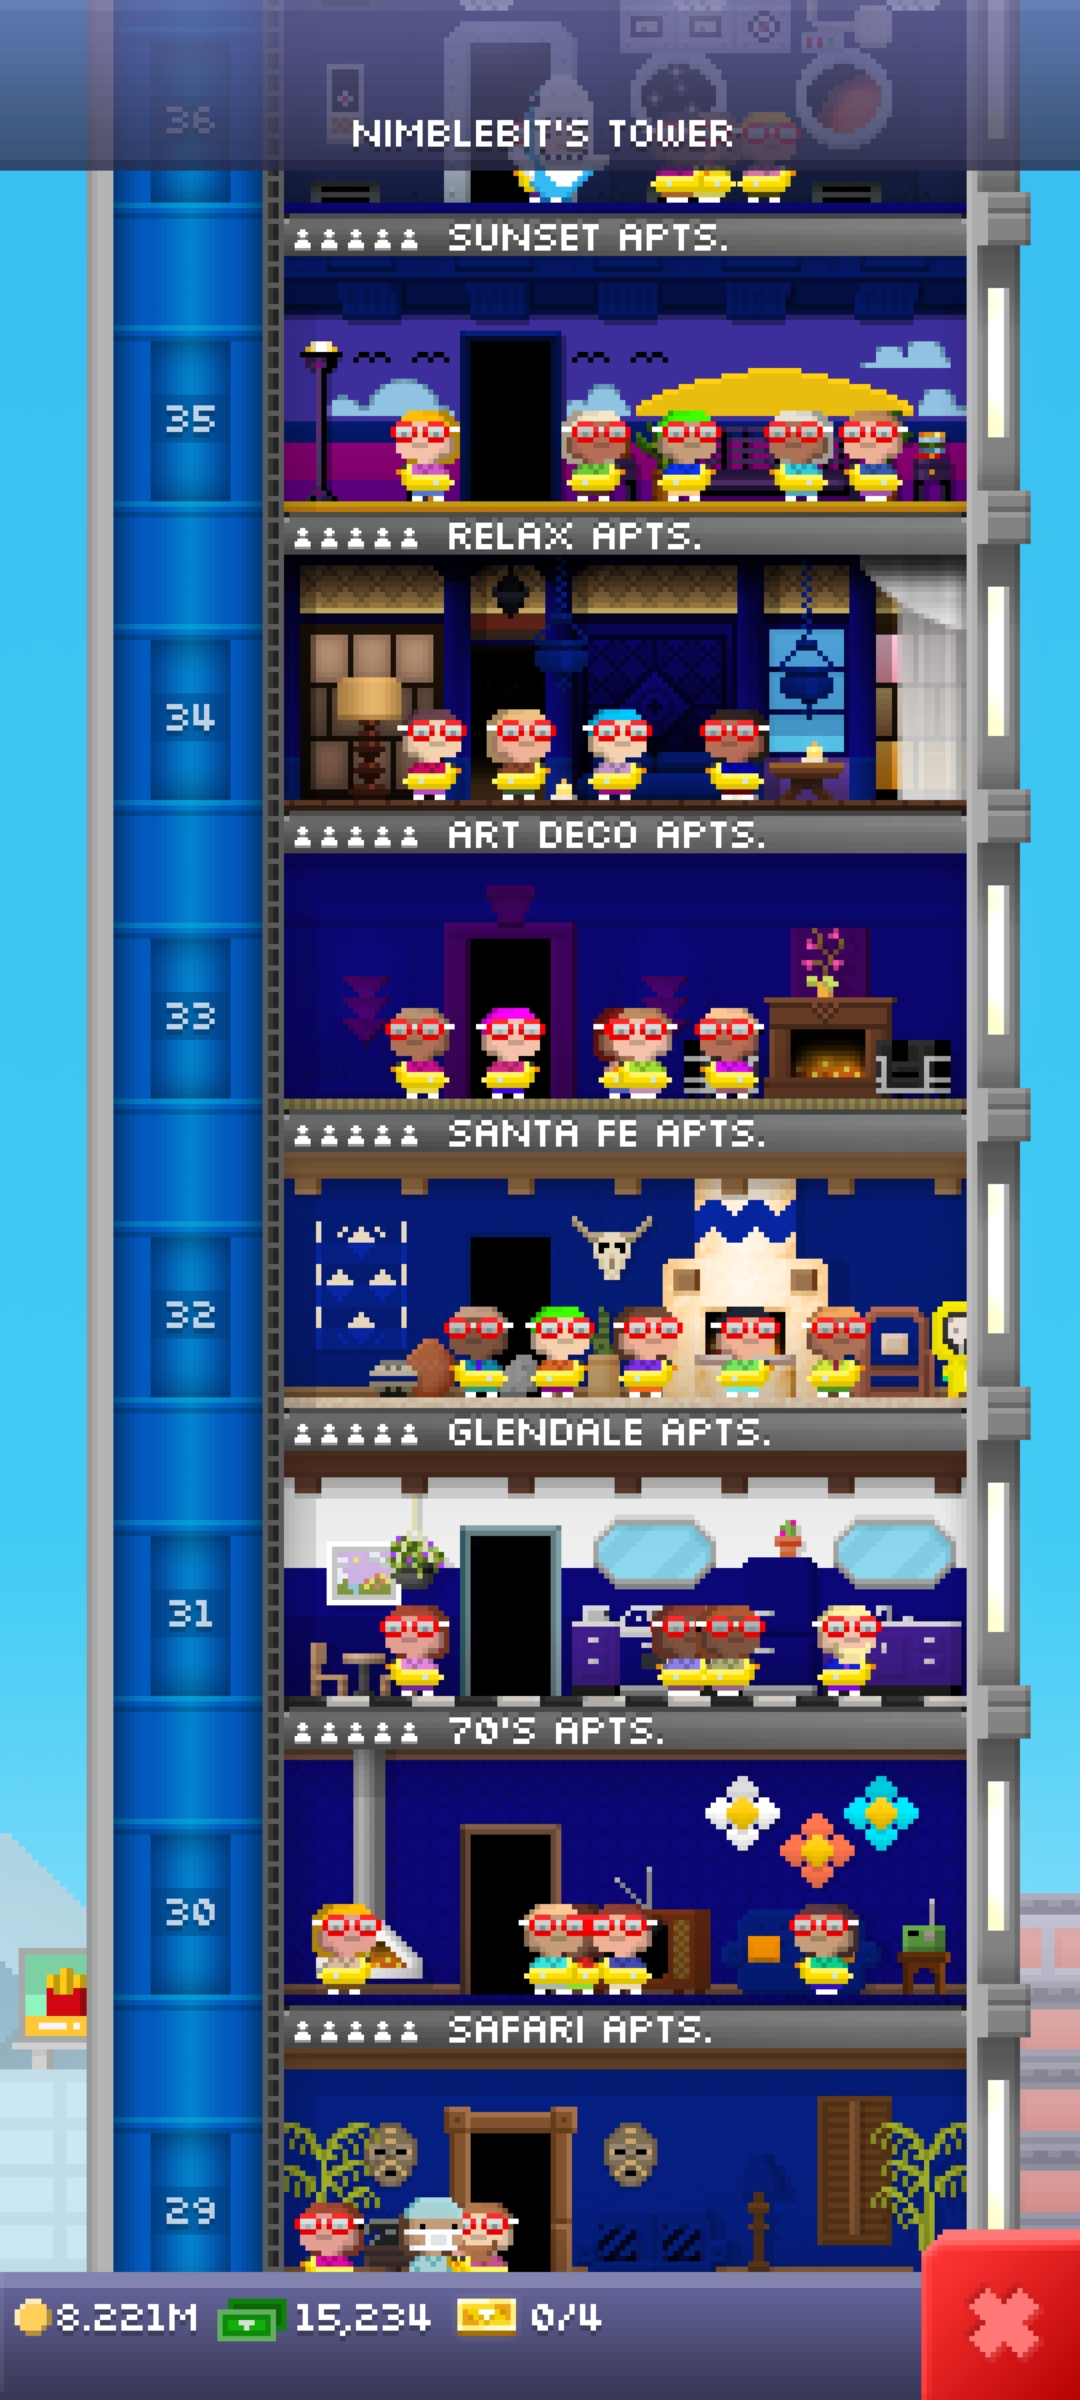 36
NIMBLEBIT'S TOWER
SUNSET APTS.
35
RELAX APTS.
34
ART DECO APTS.
33
SANTA FE APTS.
32
GLENDALE APTS.
31
70'S APTS.
30
SAFARI APTS.
29
8.221M 15,234 0/4